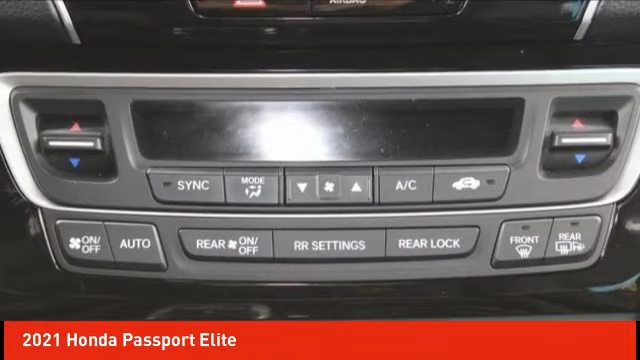 AIRBAG
SYNC
MODE
A/C
ON/
OFF
AUTO
REAR ON/
OFF
RR SETTINGS
REAR LOCK
FRONT
REAR
2021 Honda Passport Elite